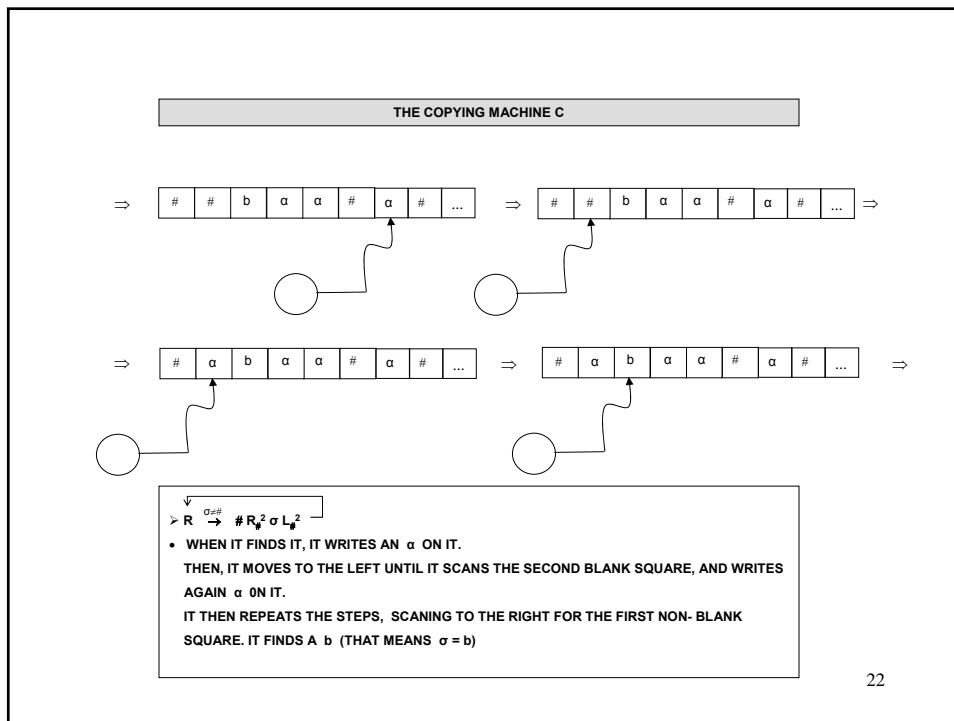 THE COPYING MACHINE C
⇒ # # b α α # α # ... ⇒ # # b α α # α # ... ⇒
⇒ # α b α α # α # ... ⇒ # α b α α # α # ... ⇒
➢ R σ≠# → # R#² σ L#²
• WHEN IT FINDS IT, IT WRITES AN α ON IT.
THEN, IT MOVES TO THE LEFT UNTIL IT SCANS THE SECOND BLANK SQUARE, AND WRITES
AGAIN α 0N IT.
IT THEN REPEATS THE STEPS, SCANING TO THE RIGHT FOR THE FIRST NON- BLANK
SQUARE. IT FINDS A b (THAT MEANS σ = b)
22